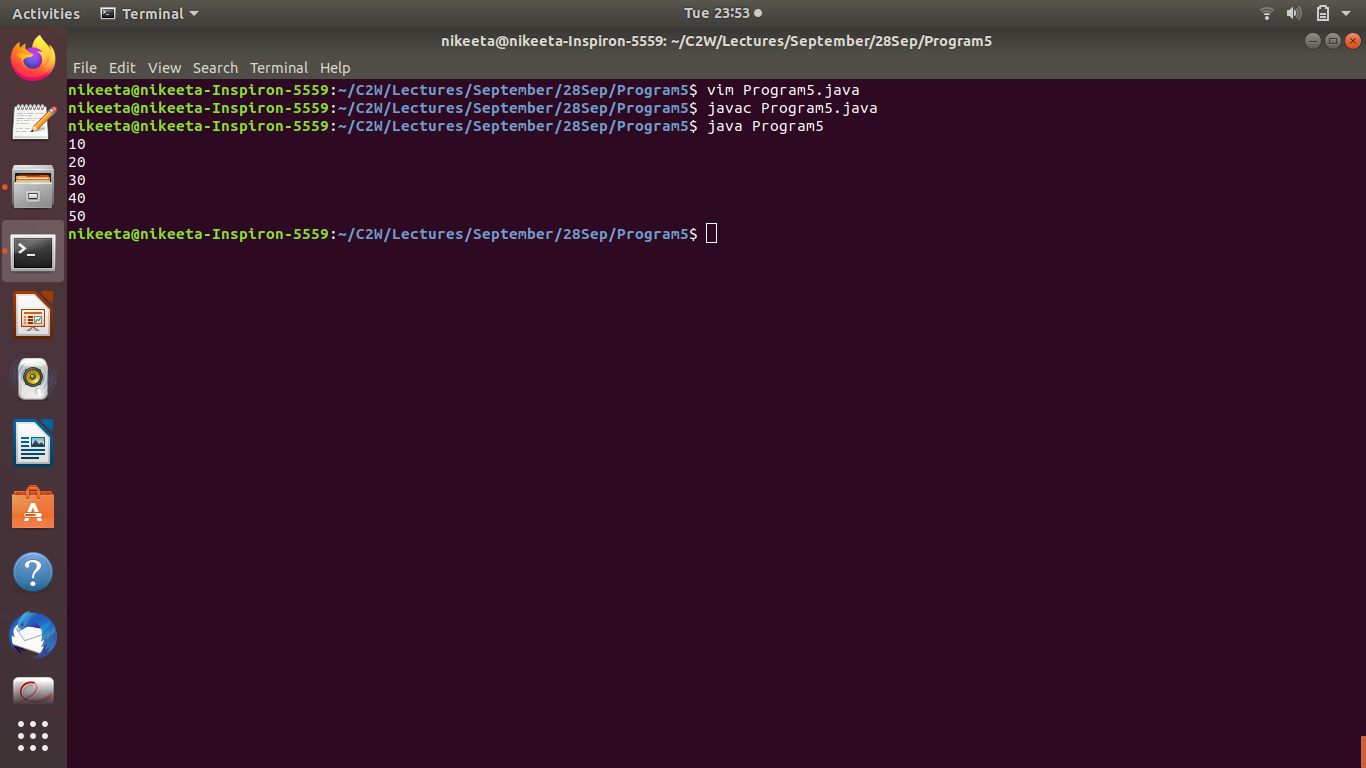 Activities Terminal Tue 23:53
nikeeta@nikeeta-Inspiron-5559: ~/C2W/Lectures/September/28Sep/Program5
File Edit View Search Terminal Help
nikeeta@nikeeta-Inspiron-5559:~/C2W/Lectures/September/28Sep/Program5$ vim Program5.java
nikeeta@nikeeta-Inspiron-5559:~/C2W/Lectures/September/28Sep/Program5$ javac Program5.java
nikeeta@nikeeta-Inspiron-5559:~/C2W/Lectures/September/28Sep/Program5$ java Program5
10
20
30
40
50
nikeeta@nikeeta-Inspiron-5559:~/C2W/Lectures/September/28Sep/Program5$